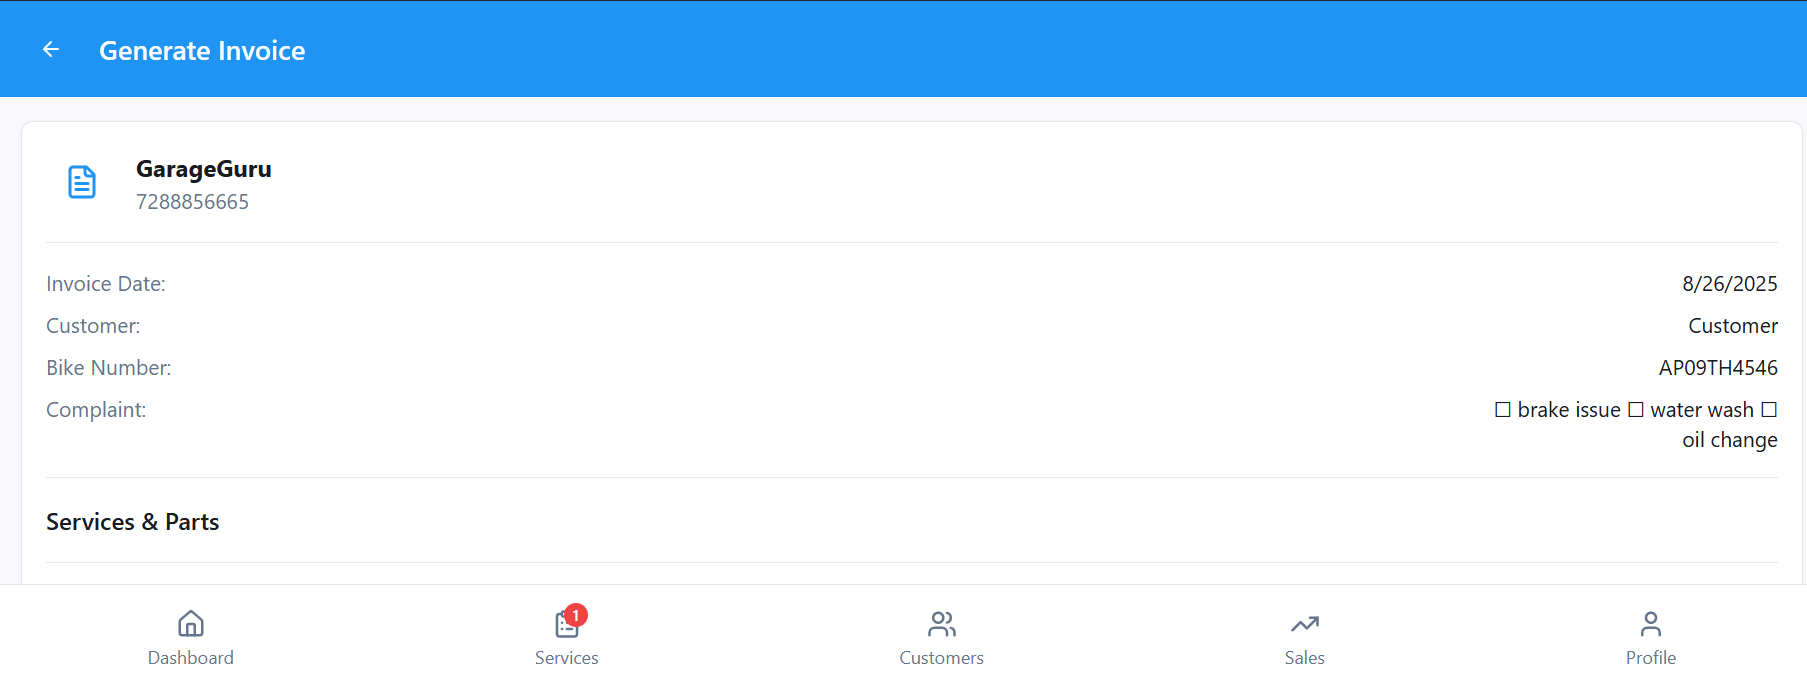 Generate Invoice
GarageGuru
7288856665
Invoice Date: 8/26/2025
Customer: Customer
Bike Number: AP09TH4546
Complaint: ☐ brake issue ☐ water wash ☐
oil change
Services & Parts
1
Dashboard Services Customers Sales Profile